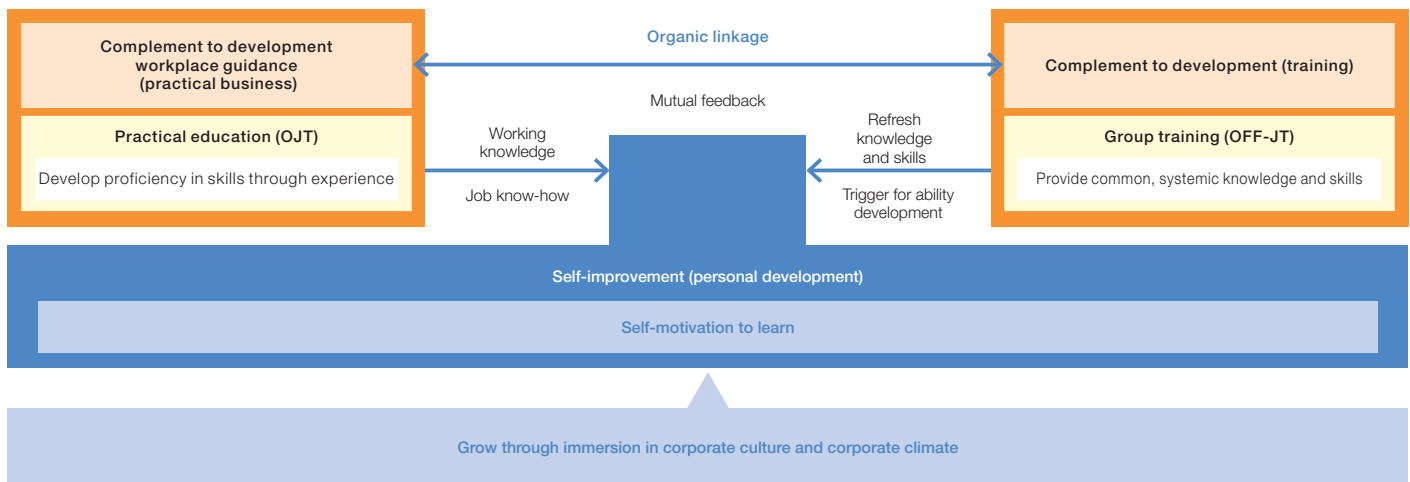 Complement to development
workplace guidance
(practical business)
Practical education (OJT)
Develop proficiency in skills through experience
Organic linkage
Mutual feedback
Working
knowledge
Job know-how
Refresh
knowledge
and skills
Trigger for ability
development
Complement to development (training)
Group training (OFF-JT)
Provide common, systemic knowledge and skills
Self-improvement (personal development)
Self-motivation to learn
Grow through immersion in corporate culture and corporate climate